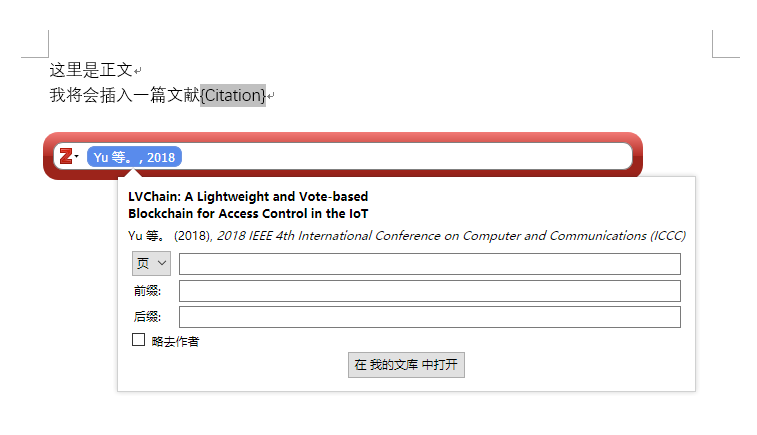 这里是正文
我将会插入一篇文献{Citation}
Z Yu 等。, 2018
LVChain: A Lightweight and Vote-based
Blockchain for Access Control in the IoT
Yu 等。 (2018), 2018 IEEE 4th International Conference on Computer and Communications (ICCC)
页
前缀:
后缀:
略去作者
在 我的文库 中打开